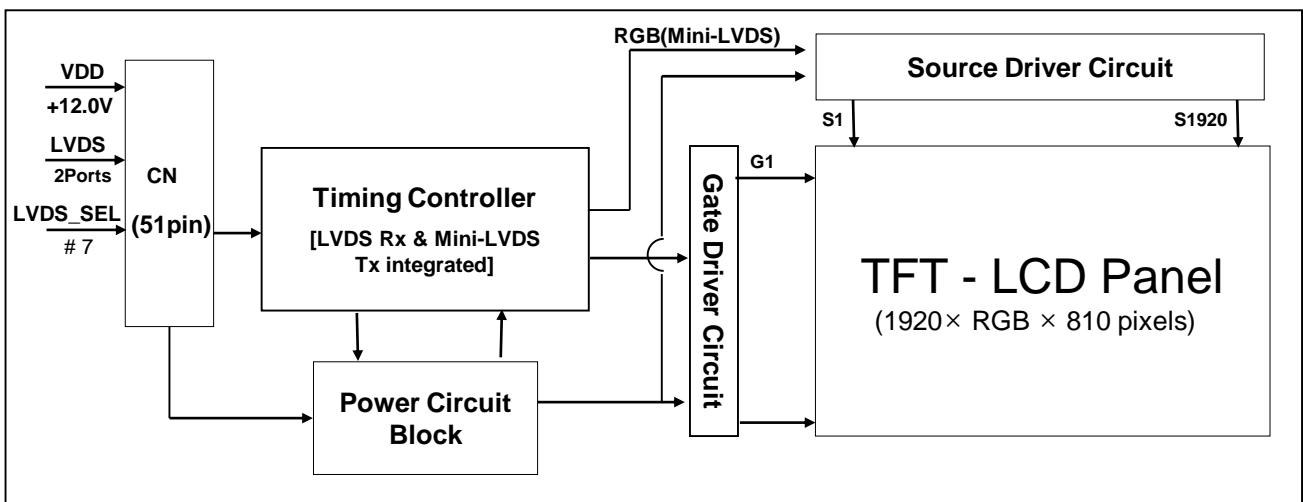 VDD
+12.0V
LVDS
2Ports
LVDS_SEL
# 7
CN
(51pin)
Timing Controller
[LVDS Rx & Mini-LVDS
Tx integrated]
Power Circuit
Block
RGB(Mini-LVDS)
Source Driver Circuit
S1
S1920
Gate Driver Circuit
G1
TFT - LCD Panel
(1920× RGB × 810 pixels)